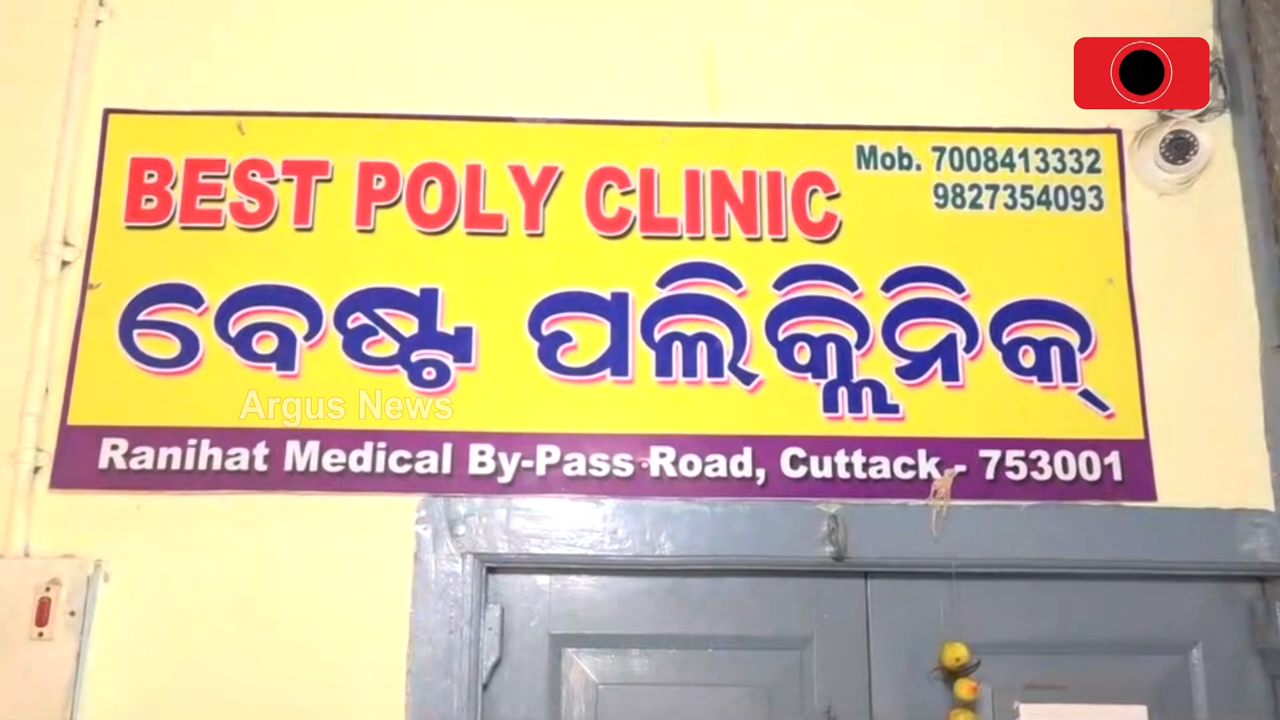 BEST POLY CLINIC
Mob. 7008413332
9827354093
ବେଷ୍ଟ ପଲିକ୍ଲିନିକ୍
Argus News
Ranihat Medical By-Pass Road, Cuttack - 753001